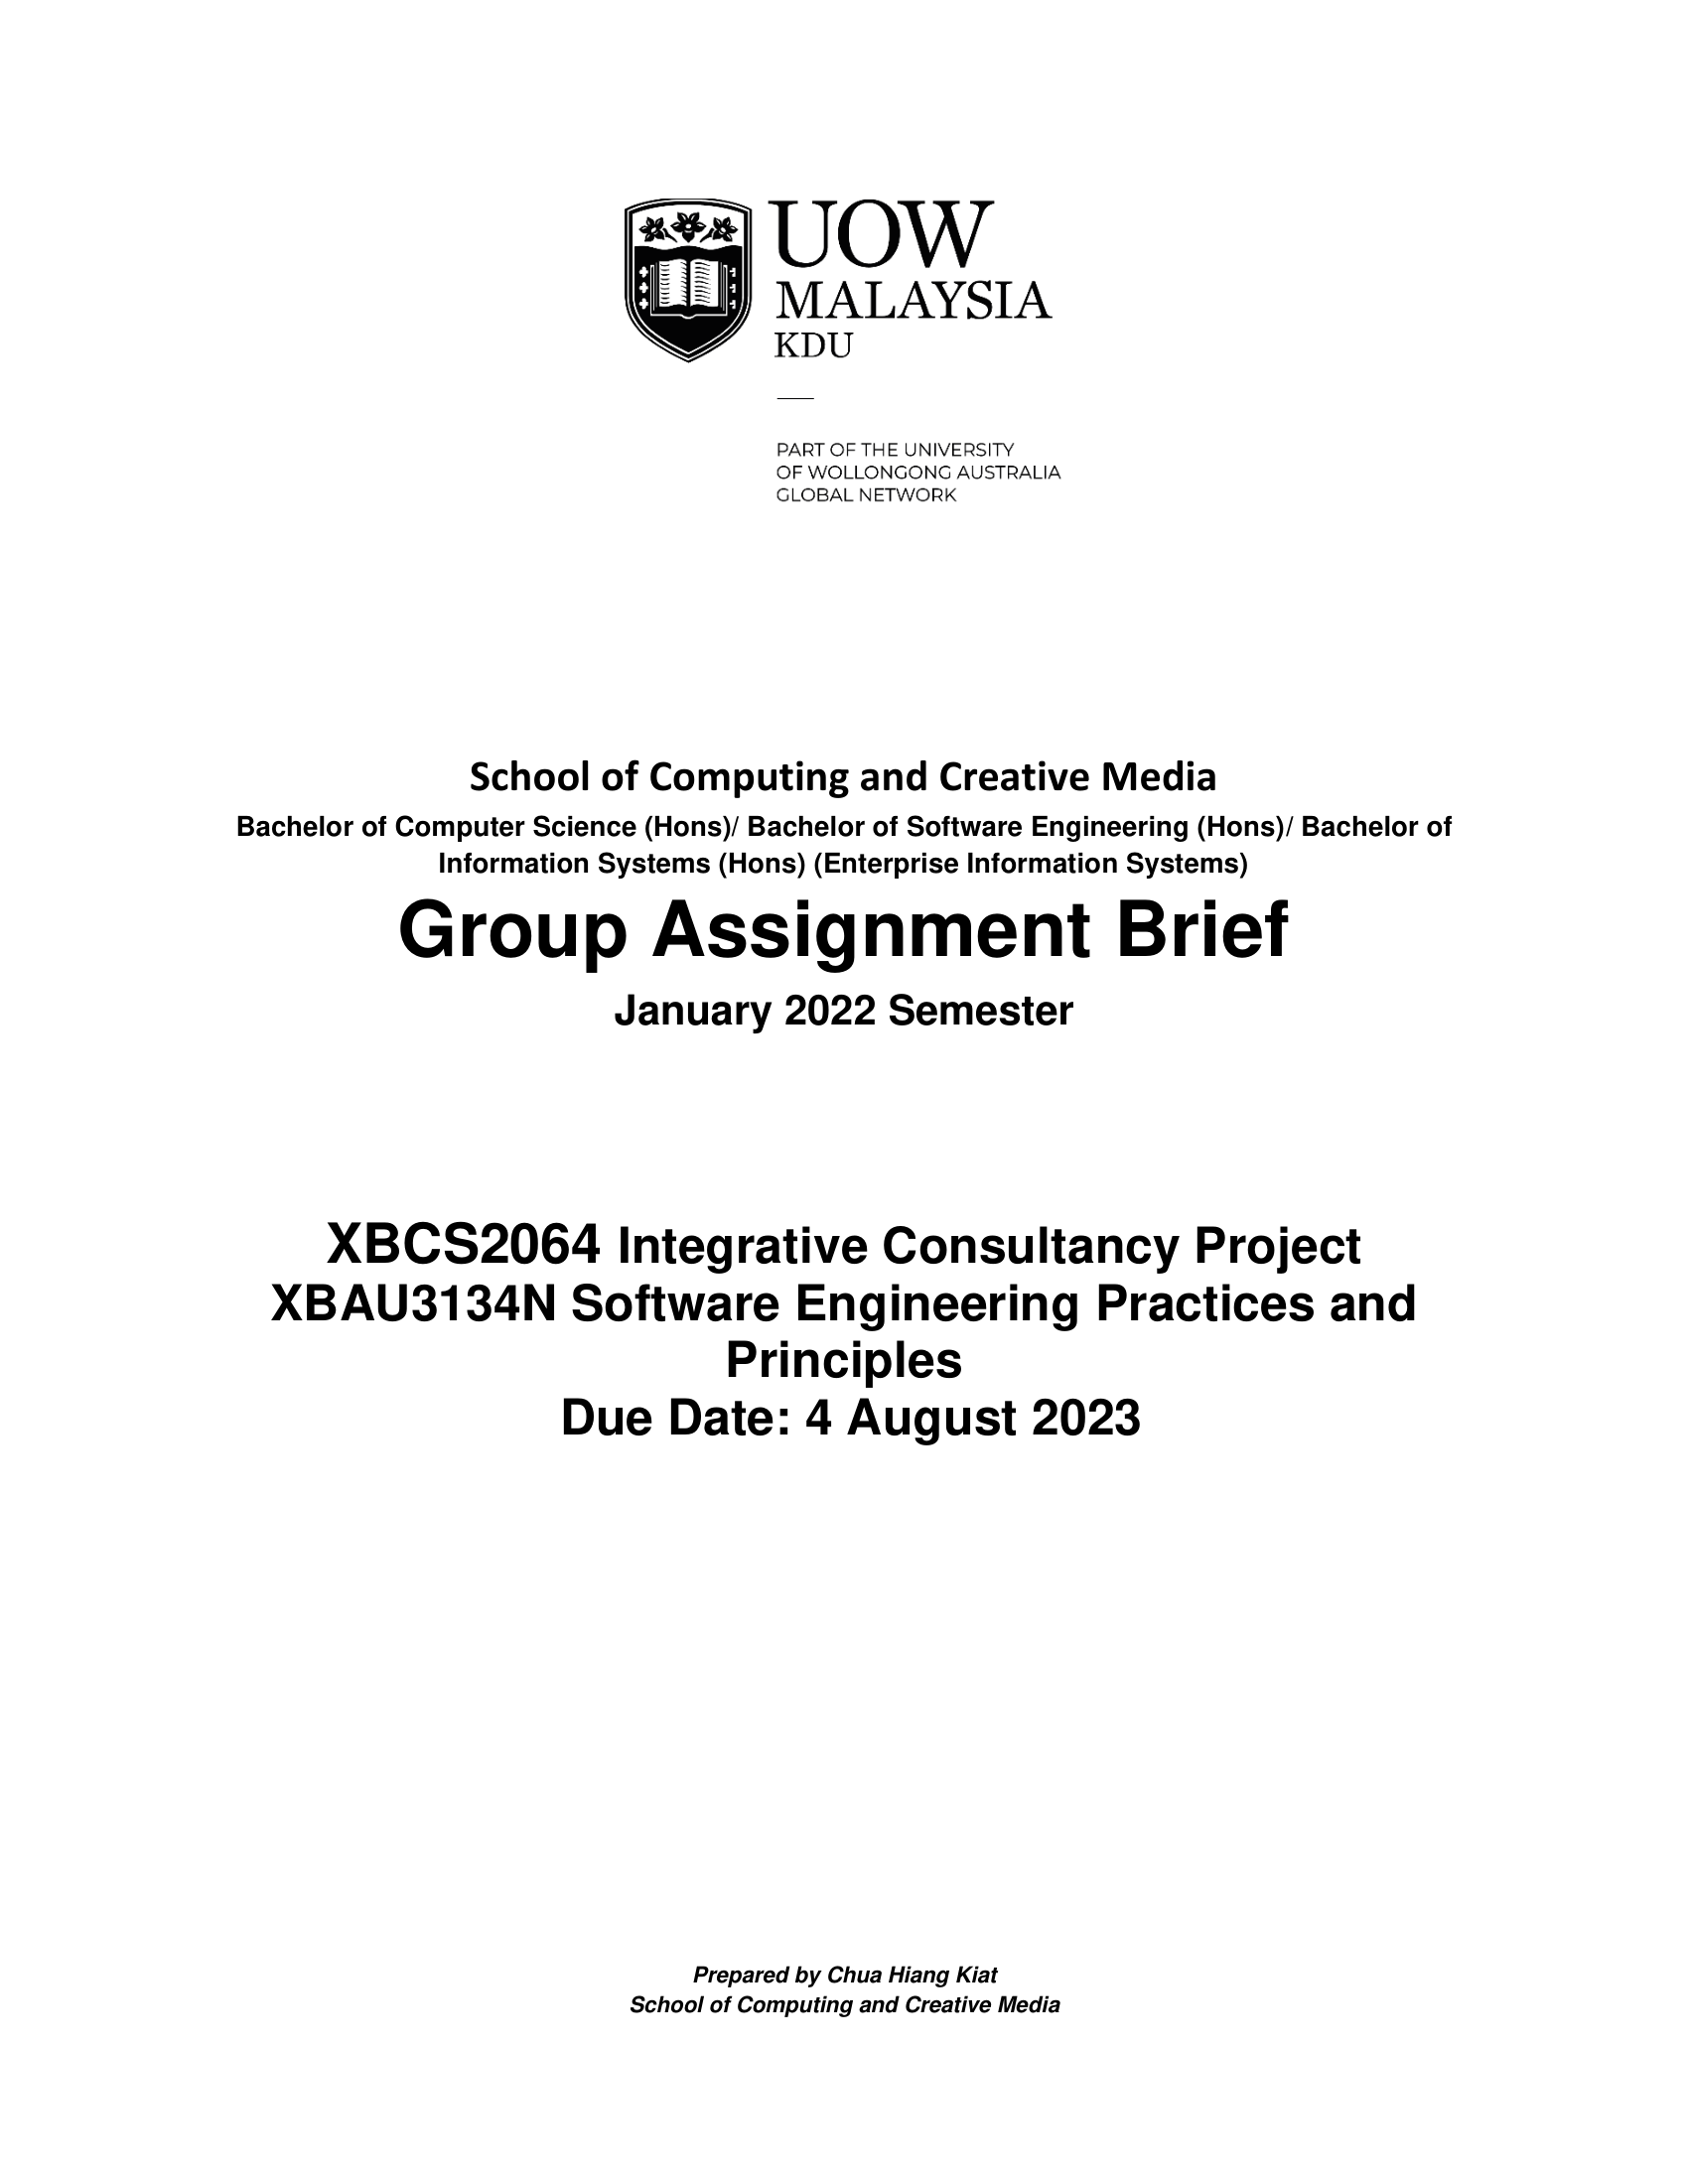 UOW
MALAYSIA
KDU
PART OF THE UNIVERSITY
OF WOLLONGONG AUSTRALIA
GLOBAL NETWORK
School of Computing and Creative Media
Bachelor of Computer Science (Hons)/ Bachelor of Software Engineering (Hons)/ Bachelor of
Information Systems (Hons) (Enterprise Information Systems)
Group Assignment Brief
January 2022 Semester
XBCS2064 Integrative Consultancy Project
XBAU3134N Software Engineering Practices and
Principles
Due Date: 4 August 2023
Prepared by Chua Hiang Kiat
School of Computing and Creative Media